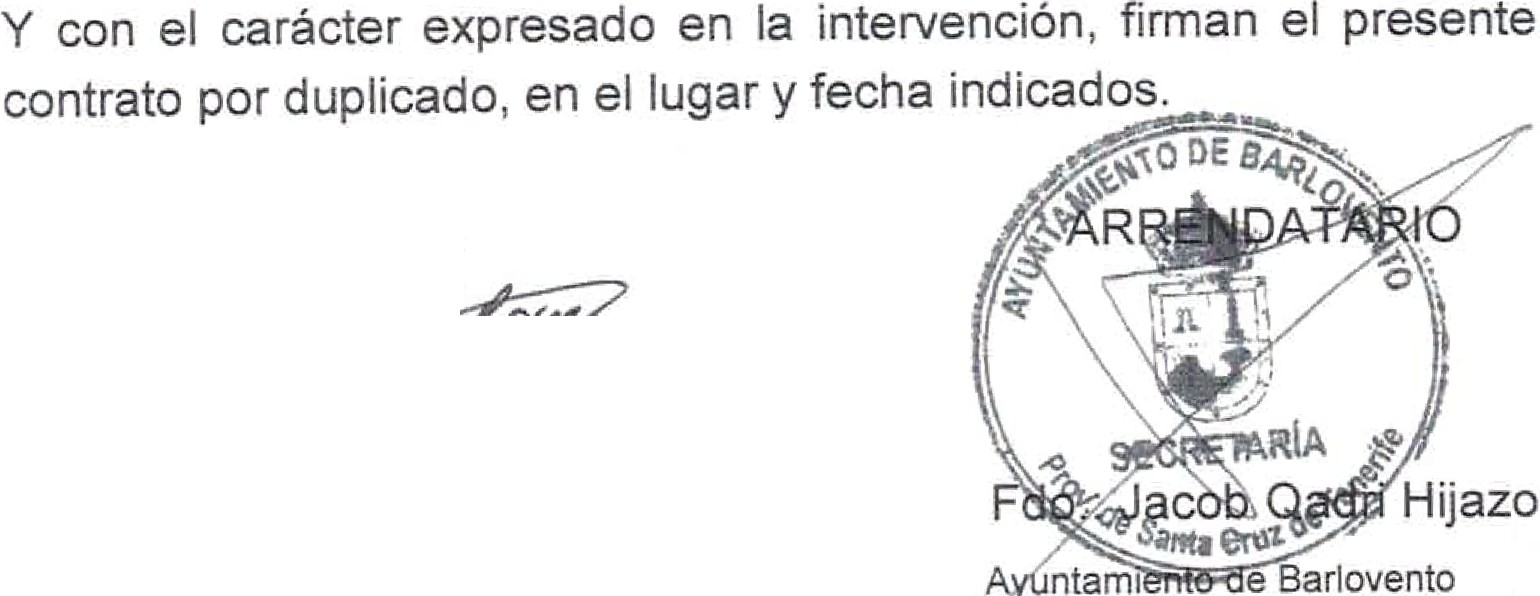 Y con el carácter expresado en la intervención, firman el presente
contrato por duplicado, en el lugar y fecha indicados.
AYUNTAMIENTO DE BARLOVENTO
ARRENDATARIO
SECRETARÍA
Prov. de Santa Cruz de Tenerife
Fdo. Jacob Qadri Hijazo
Ayuntamiento de Barlovento